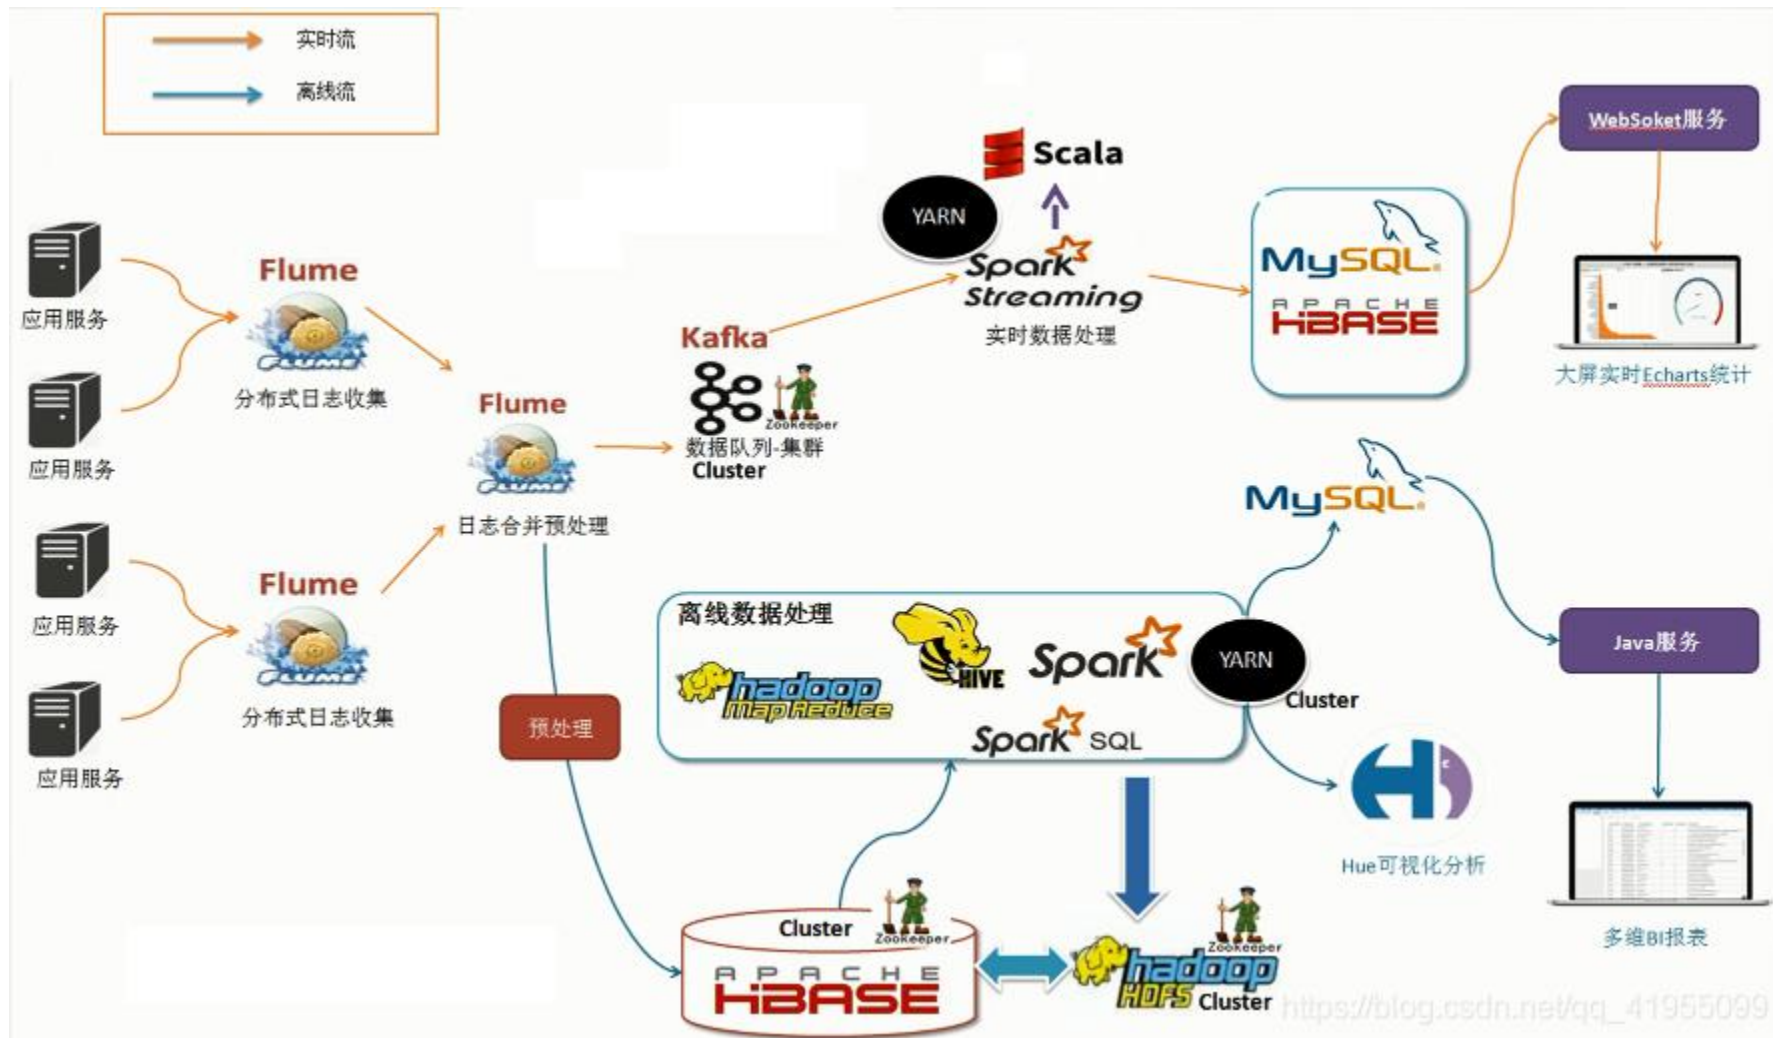 实时流
离线流
应用服务
应用服务
应用服务
应用服务
Flume
FLUME
分布式日志收集
Flume
FLUME
分布式日志收集
Flume
FLUME
日志合并预处理
Kafka
Zookeeper
数据队列-集群
Cluster
YARN
Scala
Spark
Streaming
实时数据处理
MySQL
APACHE
HBASE
WebSoket服务
大屏实时Echarts统计
MySQL
Java服务
多维BI报表
离线数据处理
hadoop
MapReduce
HIVE
Spark
Spark SQL
YARN
Cluster
Hue可视化分析
预处理
Cluster
Zookeeper
APACHE
HBASE
Zookeeper
hadoop
HDFS Cluster
https://blog.csdn.net/qq_41955099